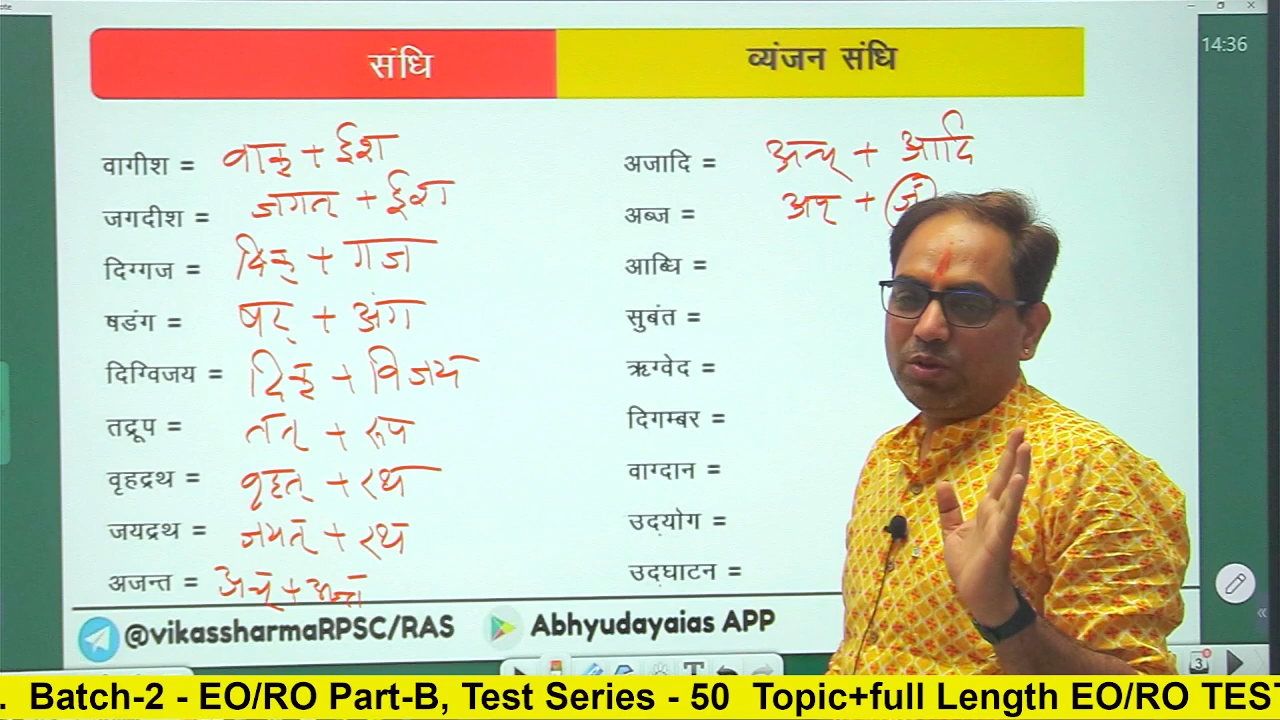 14:36
संधि व्यंजन संधि
वागीश = वाक् + ईश
जगदीश = जगत् + ईश
दिग्गज = दिक् + गज
षडंग = षट् + अंग
दिग्विजय = दिक् + विजय
तद्रूप = तत् + रूप
वृहद्रथ = वृहत् + रथ
जयद्रथ = जयत् + रथ
अजन्त = अच् + अन्त
अजादि = अच् + आदि
अब्ज = अप् + जं
आब्धि =
सुबंत =
ऋग्वेद =
दिगम्बर =
वाग्दान =
उद्योग =
उद्घाटन =
@vikassharmaRPSC/RAS Abhyudayaias APP
. Batch-2 - EO/RO Part-B, Test Series - 50 Topic+full Length EO/RO TES